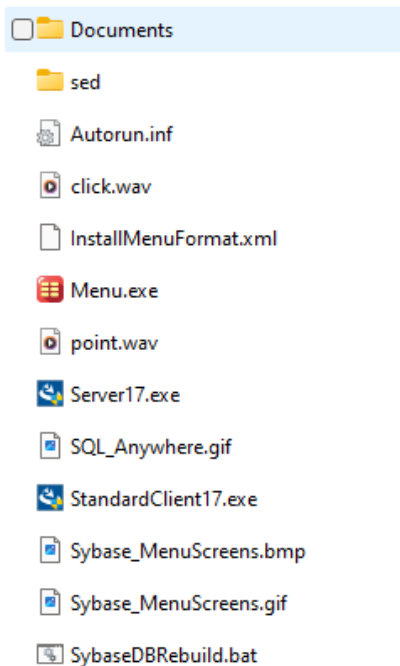 Documents
sed
Autorun.inf
click.wav
InstallMenuFormat.xml
Menu.exe
point.wav
Server17.exe
SQL_Anywhere.gif
StandardClient17.exe
Sybase_MenuScreens.bmp
Sybase_MenuScreens.gif
SybaseDBRebuild.bat